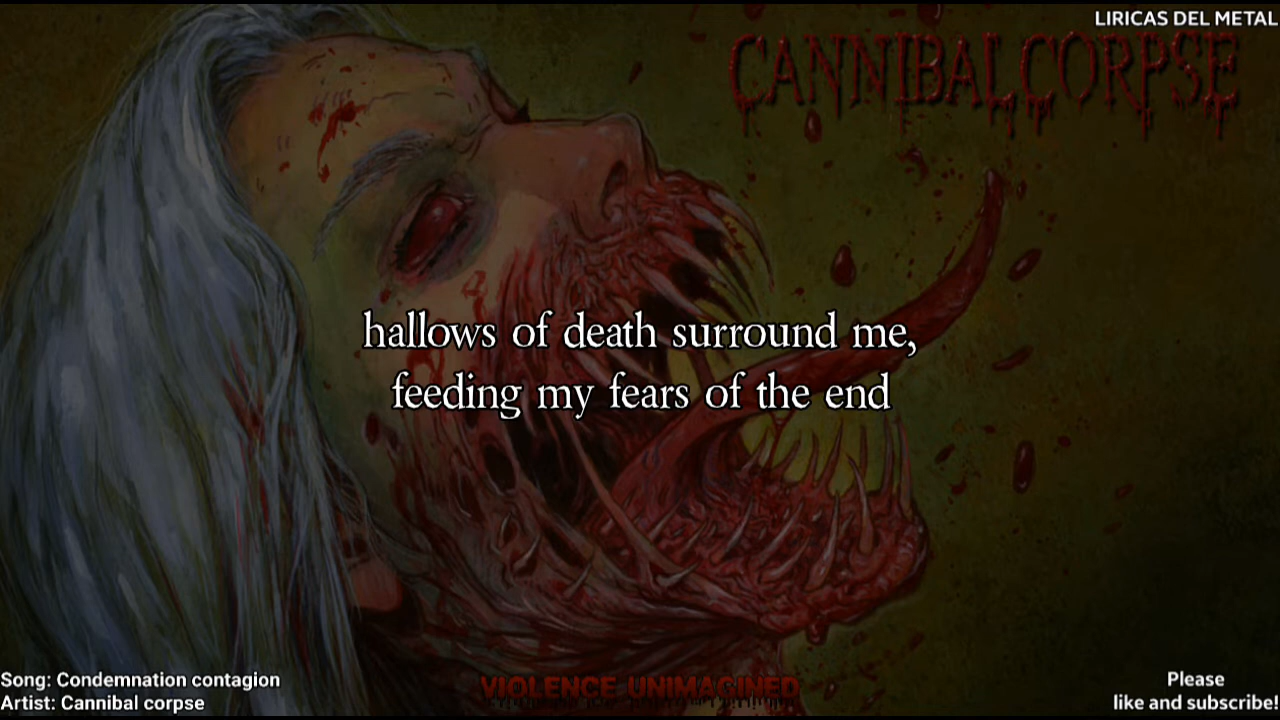 LIRICAS DEL METAL
CANNIBAL CORPSE
hallows of death surround me,
feeding my fears of the end
Song: Condemnation contagion
Artist: Cannibal corpse
VIOLENCE UNIMAGINED
Please
like and subscribe!